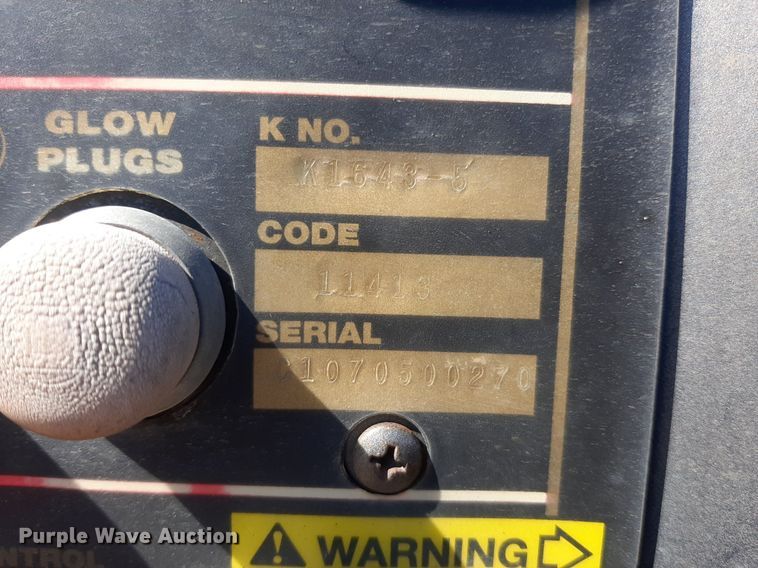 GLOW
PLUGS
K NO.
K1643-5
CODE
11413
SERIAL
C1070500270
WARNING
Purple Wave Auction